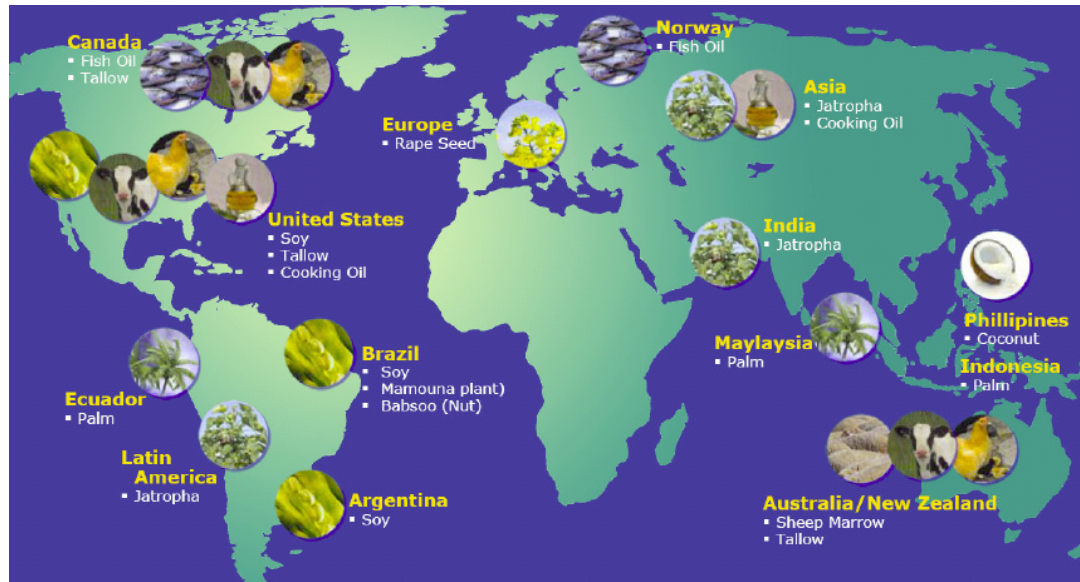 Canada
▪ Fish Oil
▪ Tallow
Norway
▪ Fish Oil
Asia
▪ Jatropha
▪ Cooking Oil
Europe
▪ Rape Seed
United States
▪ Soy
▪ Tallow
▪ Cooking Oil
India
▪ Jatropha
Phillipines
▪ Coconut
Maylaysia
▪ Palm
Indonesia
▪ Palm
Brazil
▪ Soy
▪ Mamouna plant)
▪ Babsoo (Nut)
Ecuador
▪ Palm
Latin
America
▪ Jatropha
Argentina
▪ Soy
Australia/New Zealand
▪ Sheep Marrow
▪ Tallow